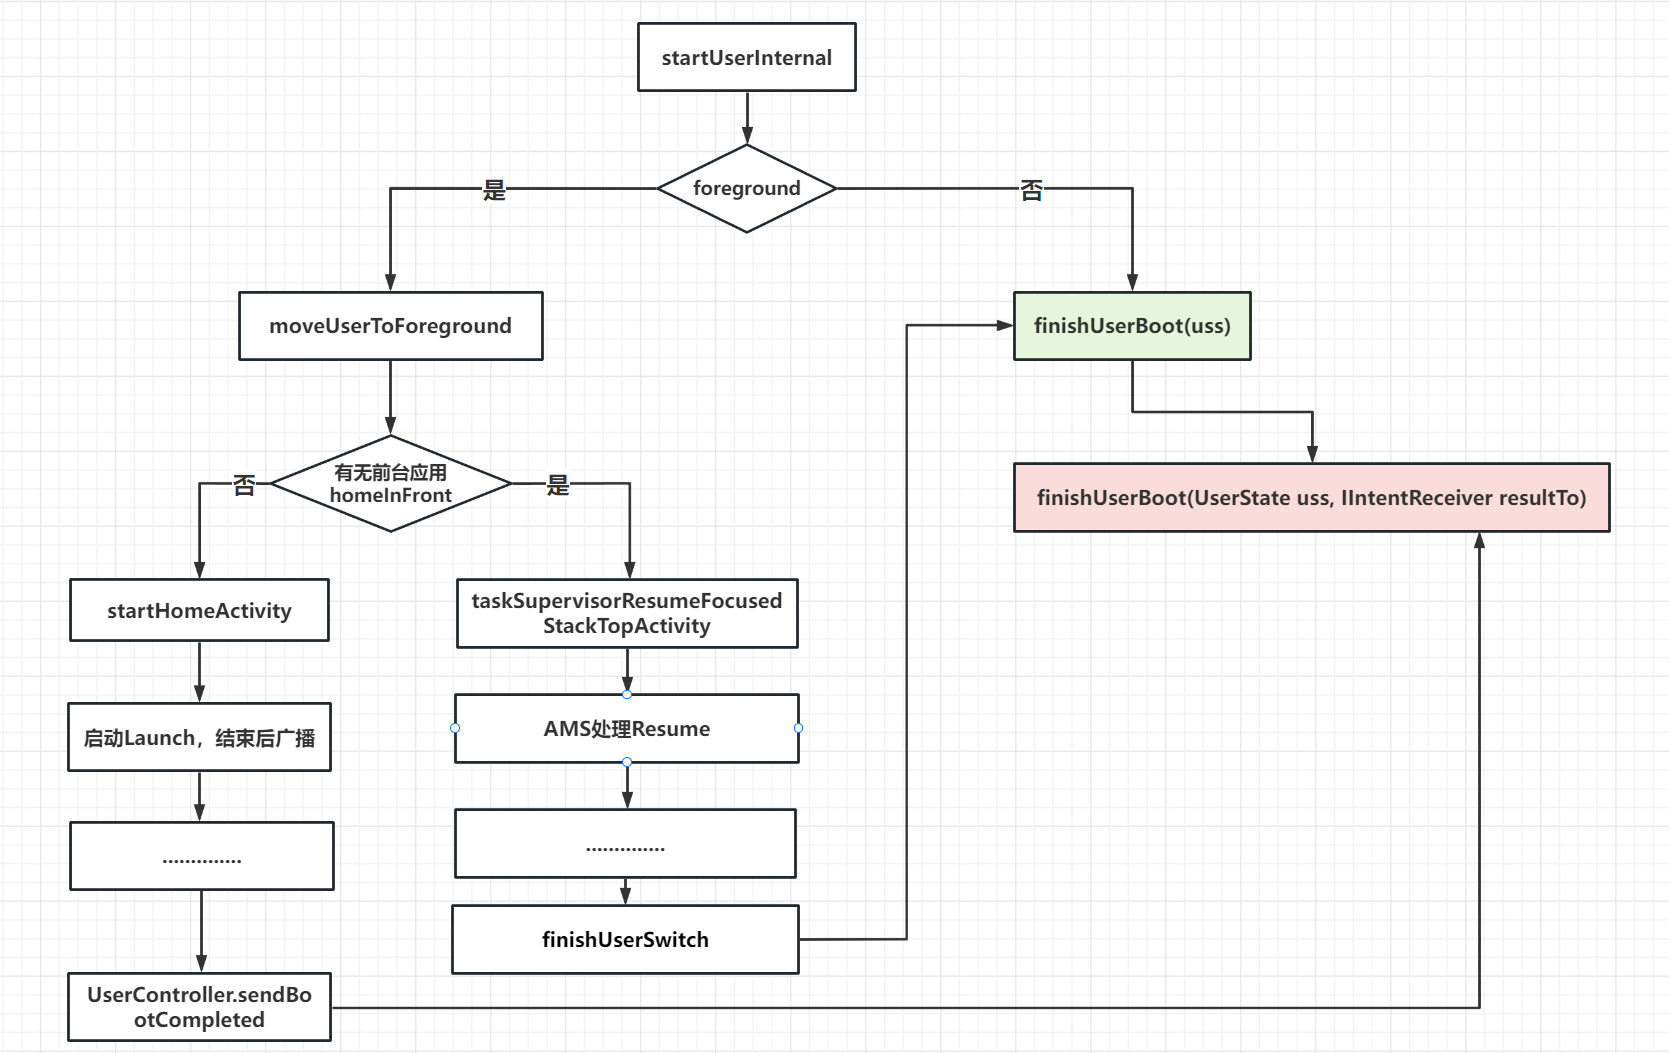 startUserInternal
foreground
是
否
moveUserToForeground
finishUserBoot(uss)
有无前台应用
homeInFront
否
是
finishUserBoot(UserState uss, IIntentReceiver resultTo)
startHomeActivity
taskSupervisorResumeFocused
StackTopActivity
启动Launch，结束后广播
AMS处理Resume
..............
..............
finishUserSwitch
UserController.sendBo
otCompleted